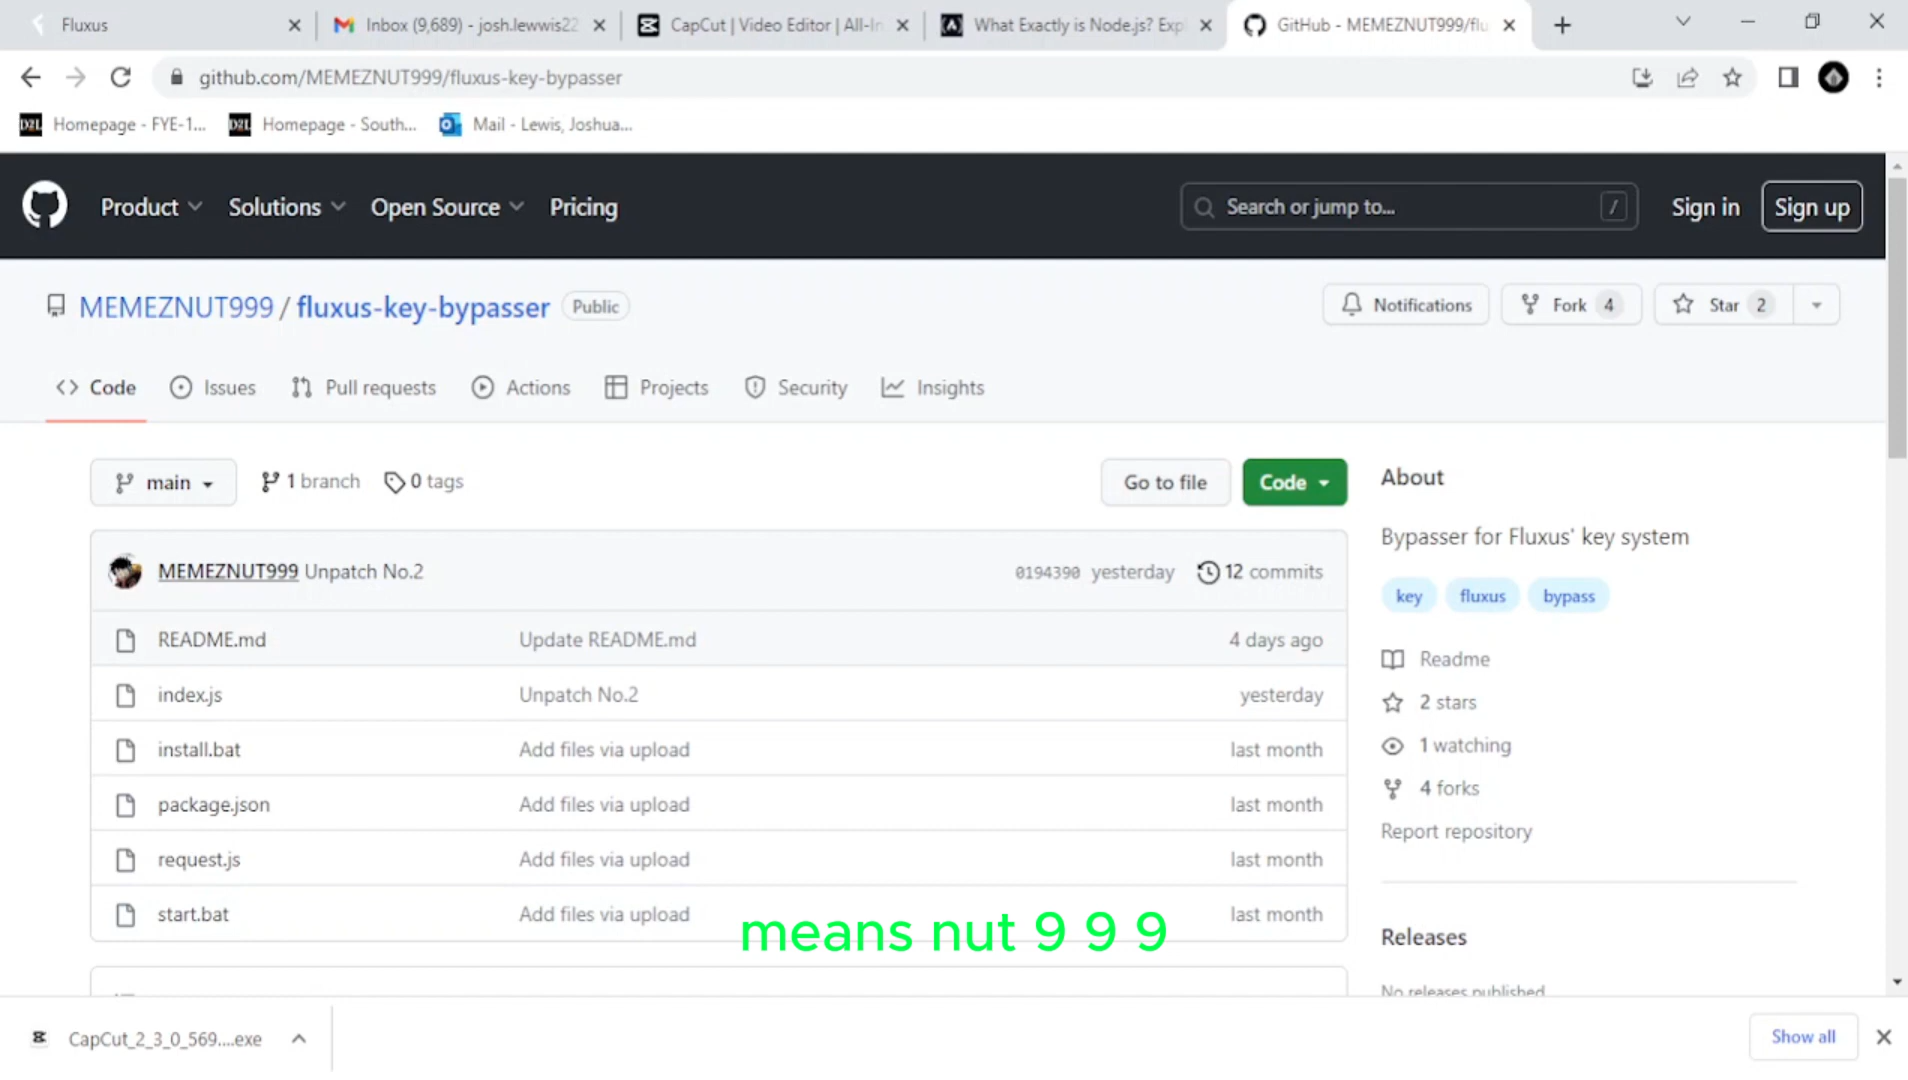 Fluxus
Inbox (9,689) - josh.lewwis22
CapCut | Video Editor | All-In
What Exactly is Node.js? Exp
GitHub - MEMEZNUT999/flu
github.com/MEMEZNUT999/fluxus-key-bypasser
D2L Homepage - FYE-1...
D2L Homepage - South...
Mail - Lewis, Joshua...
Product
Solutions
Open Source
Pricing
Search or jump to...
/
Sign in
Sign up
MEMEZNUT999 / fluxus-key-bypasser Public
Notifications
Fork 4
Star 2
Code
Issues
Pull requests
Actions
Projects
Security
Insights
main
1 branch
0 tags
Go to file
Code
MEMEZNUT999 Unpatch No.2 0194390 yesterday 12 commits
README.md Update README.md 4 days ago
index.js Unpatch No.2 yesterday
install.bat Add files via upload last month
package.json Add files via upload last month
request.js Add files via upload last month
start.bat Add files via upload last month
means nut 9 9 9
About
Bypasser for Fluxus' key system
key fluxus bypass
Readme
2 stars
1 watching
4 forks
Report repository
Releases
No releases published
CapCut_2_3_0_569....exe
Show all